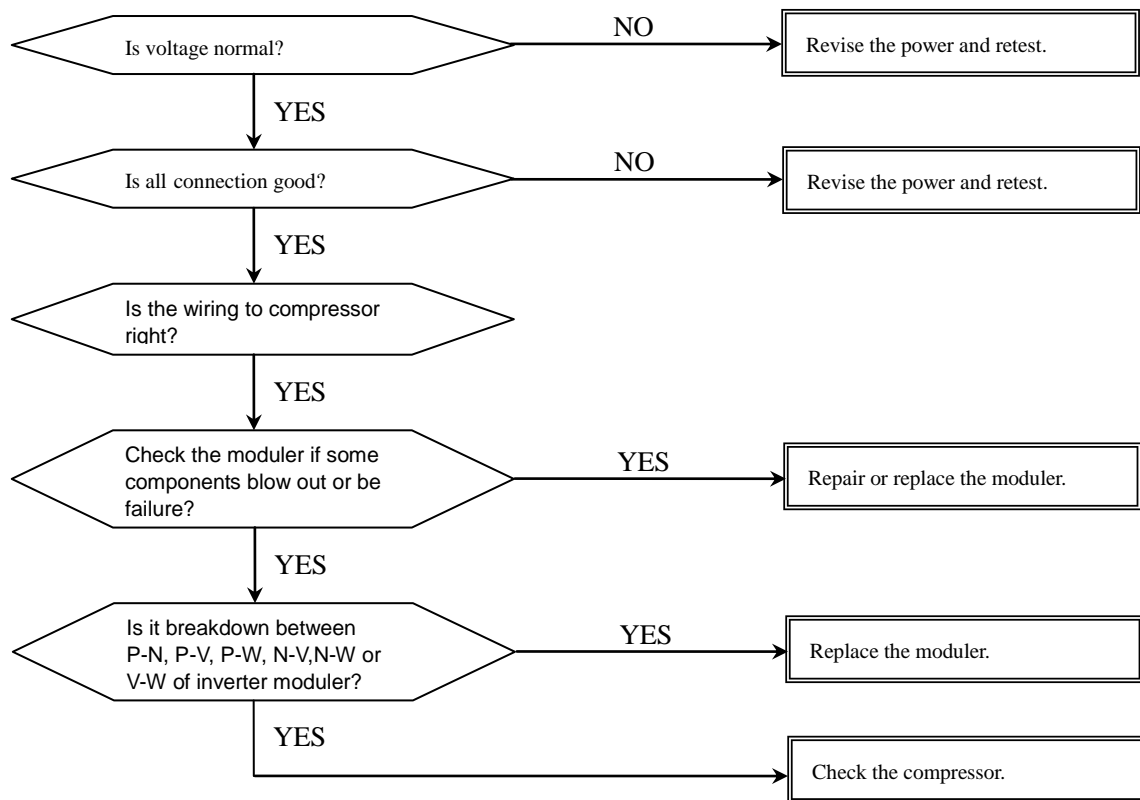 Is voltage normal?
NO
Revise the power and retest.
YES
Is all connection good?
NO
Revise the power and retest.
YES
Is the wiring to compressor
right?
YES
Check the moduler if some
components blow out or be
failure?
YES
Repair or replace the moduler.
YES
Is it breakdown between
P-N, P-V, P-W, N-V,N-W or
V-W of inverter moduler?
YES
Replace the moduler.
YES
Check the compressor.